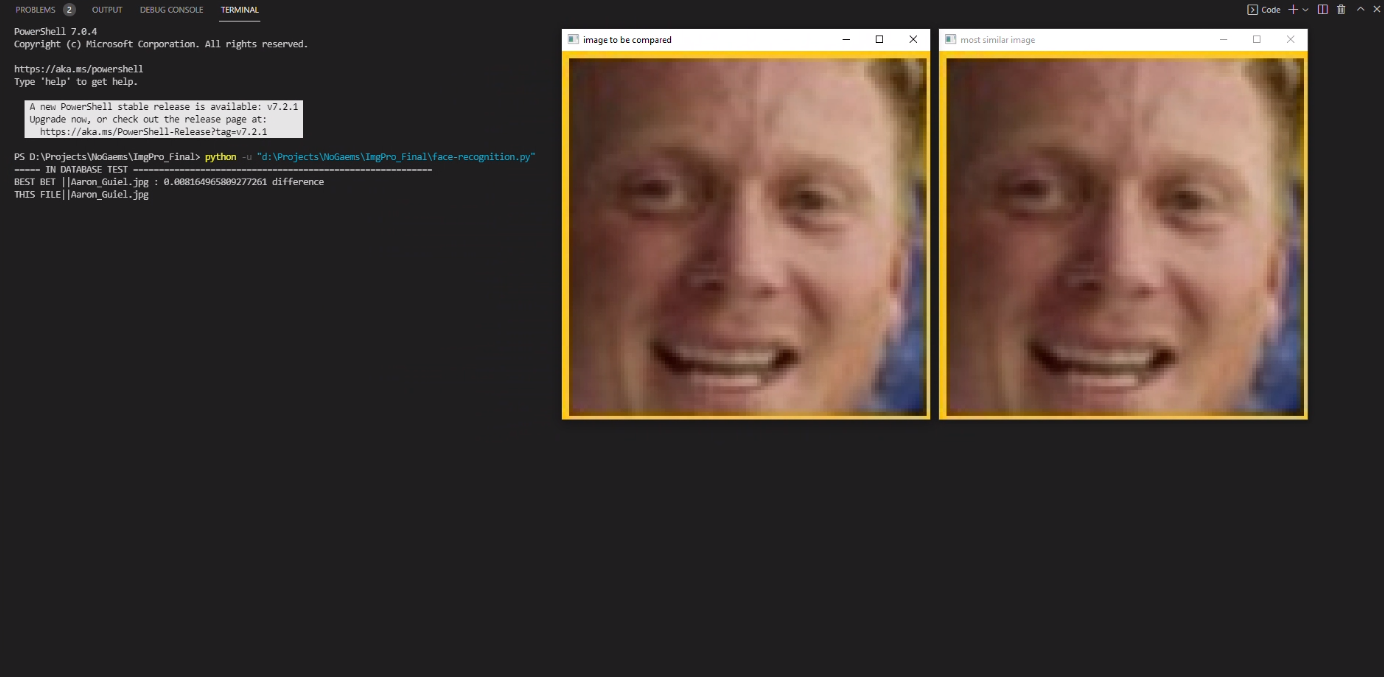 PROBLEMS 2 OUTPUT DEBUG CONSOLE TERMINAL
Code
PowerShell 7.0.4
Copyright (c) Microsoft Corporation. All rights reserved.
https://aka.ms/powershell
Type 'help' to get help.
A new PowerShell stable release is available: v7.2.1
Upgrade now, or check out the release page at:
https://aka.ms/PowerShell-Release?tag=v7.2.1
PS D:\Projects\NoGaems\ImgPro_Final> python -u "d:\Projects\NoGaems\ImgPro_Final\face-recognition.py"
===== IN DATABASE TEST =========================================================
BEST BET ||Aaron_Guiel.jpg : 0.008164965809277261 difference
THIS FILE||Aaron_Guiel.jpg
image to be compared
most similar image